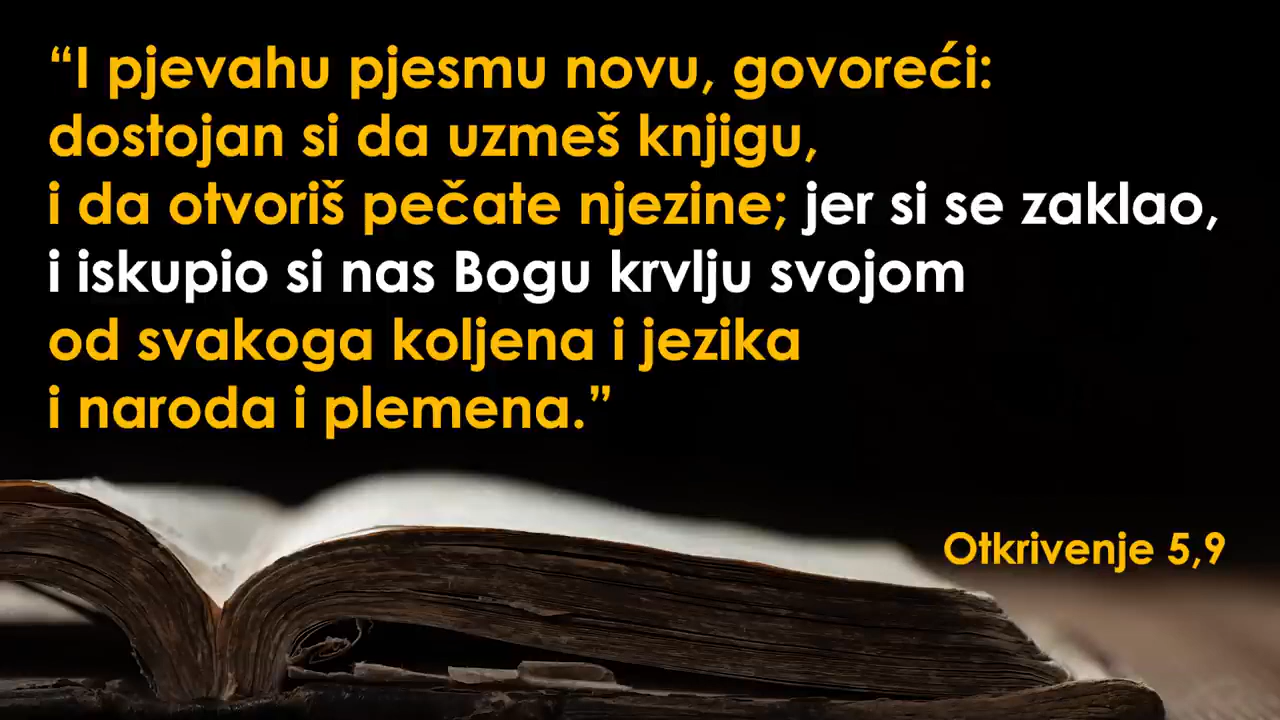 “I pjevahu pjesmu novu, govoreći:
dostojan si da uzmeš knjigu,
i da otvoriš pečate njezine; jer si se zaklao,
i iskupio si nas Bogu krvlju svojom
od svakoga koljena i jezika
i naroda i plemena.”
Otkrivenje 5,9